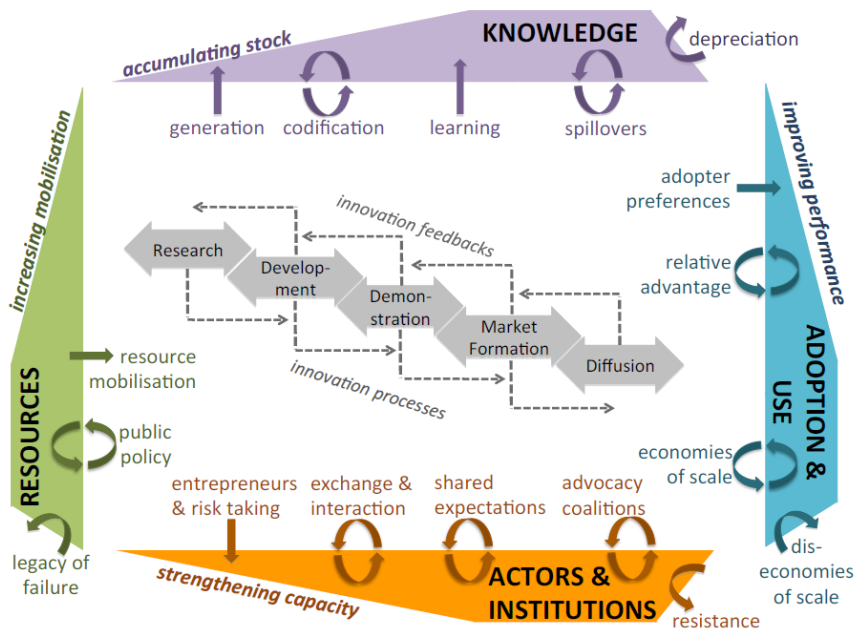 KNOWLEDGE
accumulating stock
depreciation
generation
codification
learning
spillovers
increasing mobilisation
RESOURCES
resource
mobilisation
public
policy
legacy of
failure
innovation feedbacks
Research
Develop-
ment
Demon-
stration
Market
Formation
Diffusion
innovation processes
improving performance
ADOPTION &
USE
adopter
preferences
relative
advantage
economies
of scale
dis-
economies
of scale
entrepreneurs
& risk taking
exchange &
interaction
shared
expectations
advocacy
coalitions
strengthening capacity
ACTORS &
INSTITUTIONS
resistance